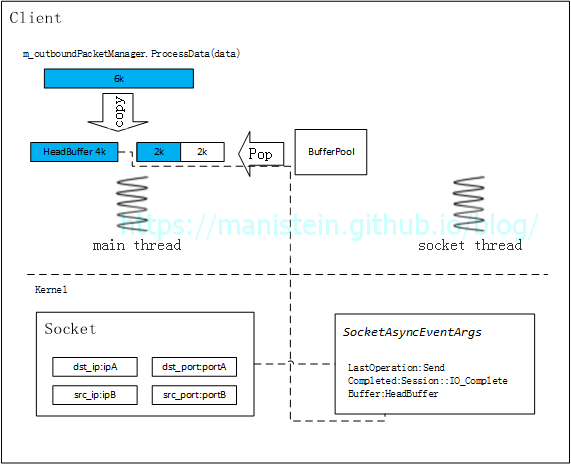 Client
m_outboundPacketManager.ProcessData(data)
6k
copy
HeadBuffer 4k
2k
2k
Pop
BufferPool
https://manistein.github.io/blog/
main thread
socket thread
Kernel
Socket
SocketAsyncEventArgs
dst_ip:ipA
dst_port:portA
src_ip:ipB
src_port:portB
LastOperation:Send
Completed:Session::IO_Complete
Buffer:HeadBuffer